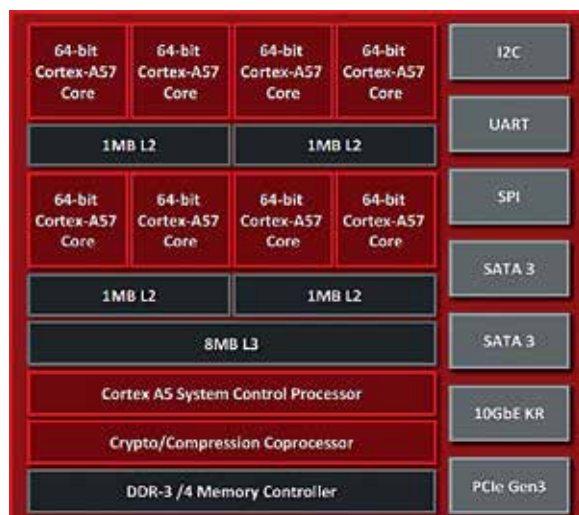 64-bit
Cortex-A57
Core
64-bit
Cortex-A57
Core
64-bit
Cortex-A57
Core
64-bit
Cortex-A57
Core
1MB L2
1MB L2
64-bit
Cortex-A57
Core
64-bit
Cortex-A57
Core
64-bit
Cortex-A57
Core
64-bit
Cortex-A57
Core
1MB L2
1MB L2
8MB L3
Cortex A5 System Control Processor
Crypto/Compression Coprocessor
DDR-3 /4 Memory Controller
I2C
UART
SPI
SATA 3
SATA 3
10GbE KR
PCIe Gen3